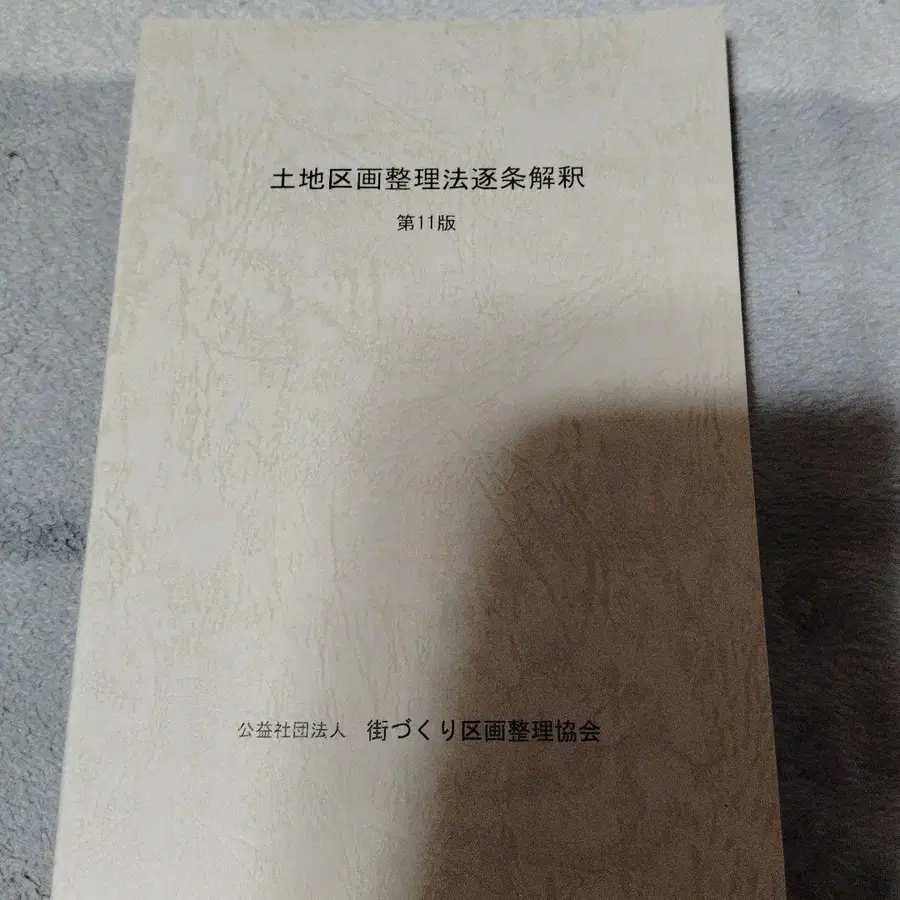 土地区画整理法逐条解釈
第11版
公益社団法人 街づくり区画整理協会